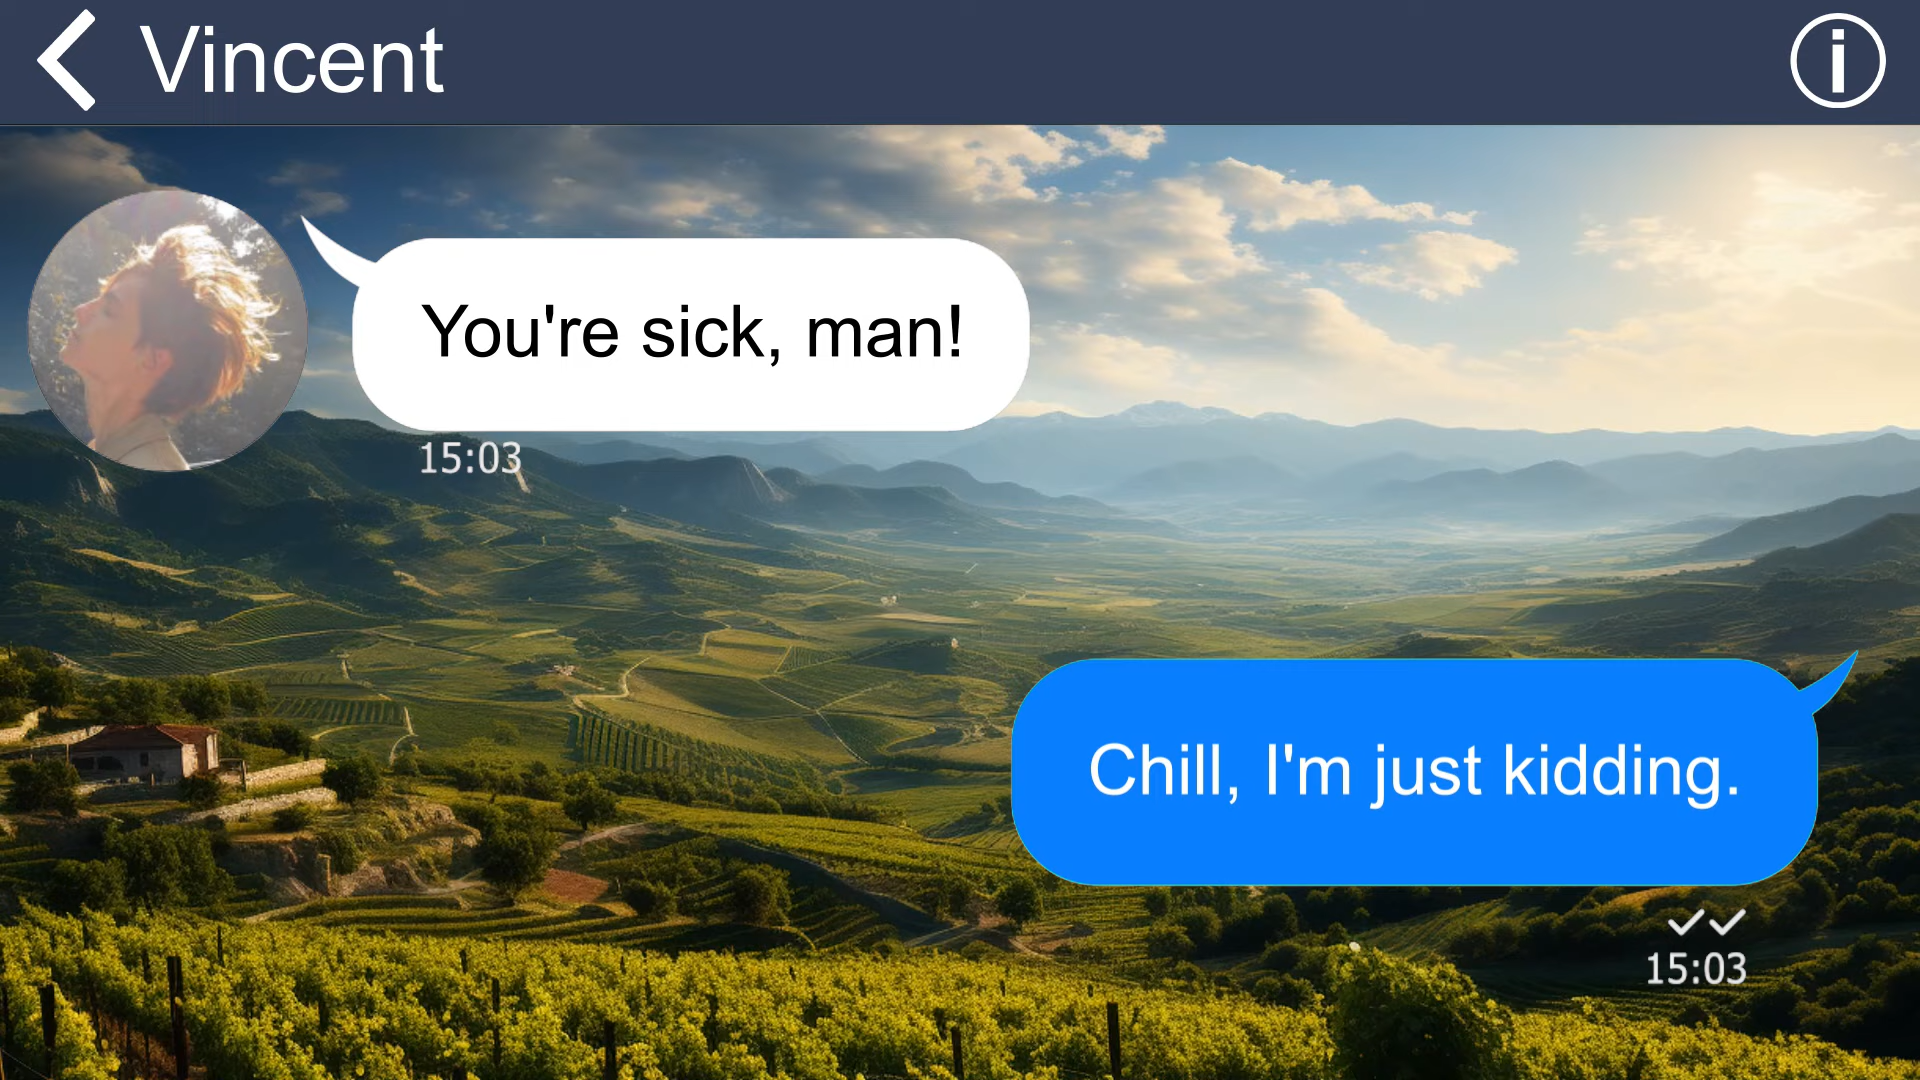 Vincent
You're sick, man!
15:03
Chill, I'm just kidding.
15:03